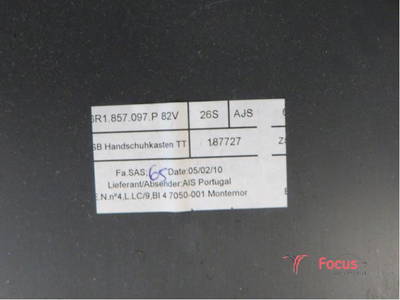 6R1.857.097.P 82V 26S AJS
SB Handschuhkasten TT 187727
Fa.SAS: 65 Date:05/02/10
Lieferant/Absender:AIS Portugal
E.N.nº4,L.LC/9,BI 4 7050-001 Montemor
Focus